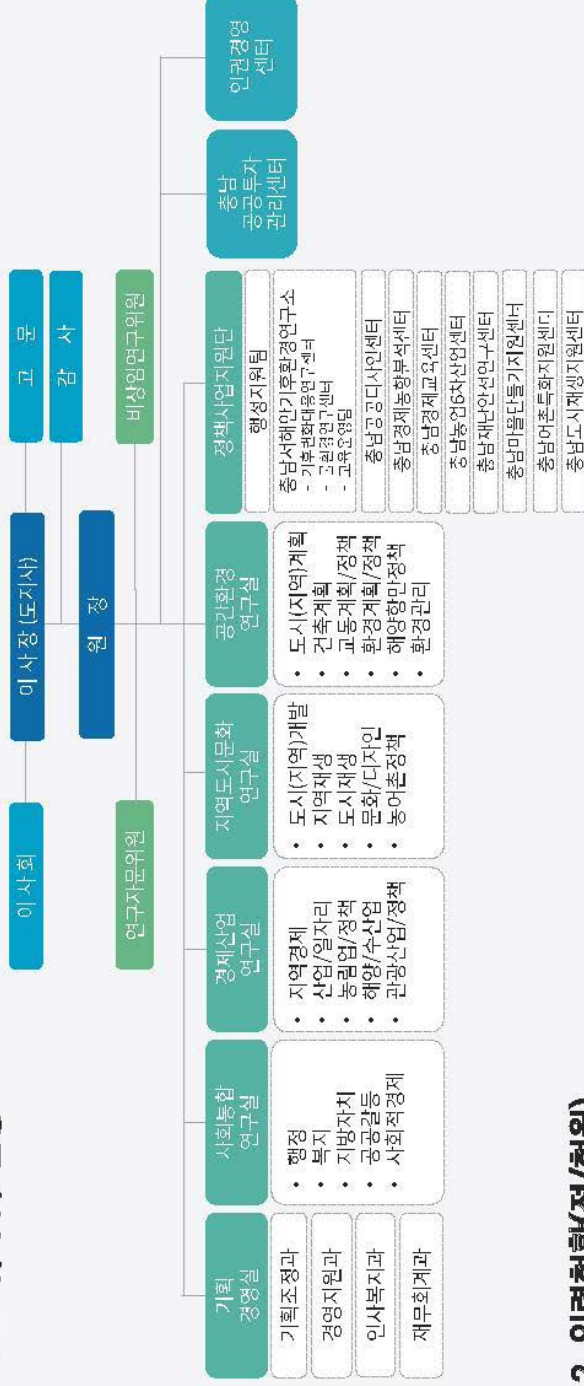 이사회
이사장(도지사)
고 문
감 사
원 장
연구자문위원
비상임연구위원
기획
경영실
기획조정과
경영지원과
인사복지과
재무회계과
사회통합
연구실
• 행정
• 복지
• 지방자치
• 공공갈등
• 사회적경제
경제산업
연구실
• 지역경제
• 산업/일자리
• 농림업/정책
• 해양/수산업
• 관광산업/정책
지역도시문화
연구실
• 도시(지역)개발
• 지역재생
• 도시재생
• 문화/디자인
• 농어촌정책
공간환경
연구실
• 도시(지역)계획
• 건축계획
• 교통계획/정책
• 환경계획/정책
• 해양항만정책
• 환경관리
정책사업지원단
행정지원팀
충남서해안기후환경연구소
- 기후변화대응연구센터
- 물환경연구센터
- 교육운영팀
충남공공디자인센터
충남경제동향분석센터
충남경제교육센터
충남농업6차산업센터
충남재난안전연구센터
충남마을만들기지원센터
충남어촌특화지원센터
충남도시재생지원센터
충남
공공투자
관리센터
인권경영
센터
2. 인력현황(정/현원)